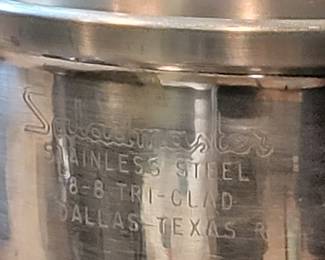 Saladmaster
STAINLESS STEEL
18-8 TRI-CLAD
DALLAS-TEXAS R